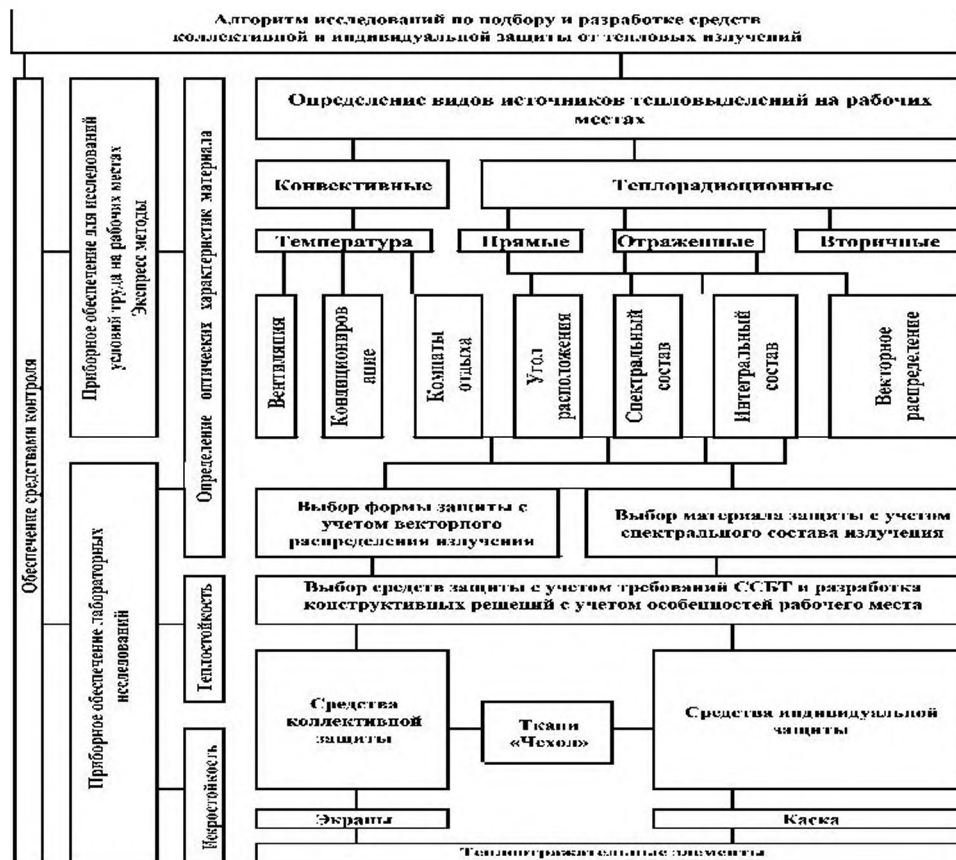 Алгоритм исследований по подбору и разработке средств
коллективной и индивидуальной защиты от тепловых излучений
Обеспечение средствами контроля
Приборное обеспечение для исследований
условий труда на рабочих местах
Экспресс методы
Приборное обеспечение лабораторных
исследований
Определение оптических характеристик материала
Теплостойкость
Искростойкость
Определение видов источников тепловыделений на рабочих
местах
Конвективные
Теплорадиоционные
Температура
Прямые
Отраженные
Вторичные
Вентиляция
Кондициониров
ание
Комнаты
отдыха
Угол
расположения
Спектральный
состав
Интегральный
состав
Векторное
распределение
Выбор формы защиты с
учетом векторного
распределения излучения
Выбор материала защиты с учетом
спектрального состава излучения
Выбор средств защиты с учетом требований ССБТ и разработка
конструктивных решений с учетом особенностей рабочего места
Средства
коллективной
защиты
Ткани
«Чехол»
Средства индивидуальной
защиты
Экраны
Каска
Теплоотражательные элементы